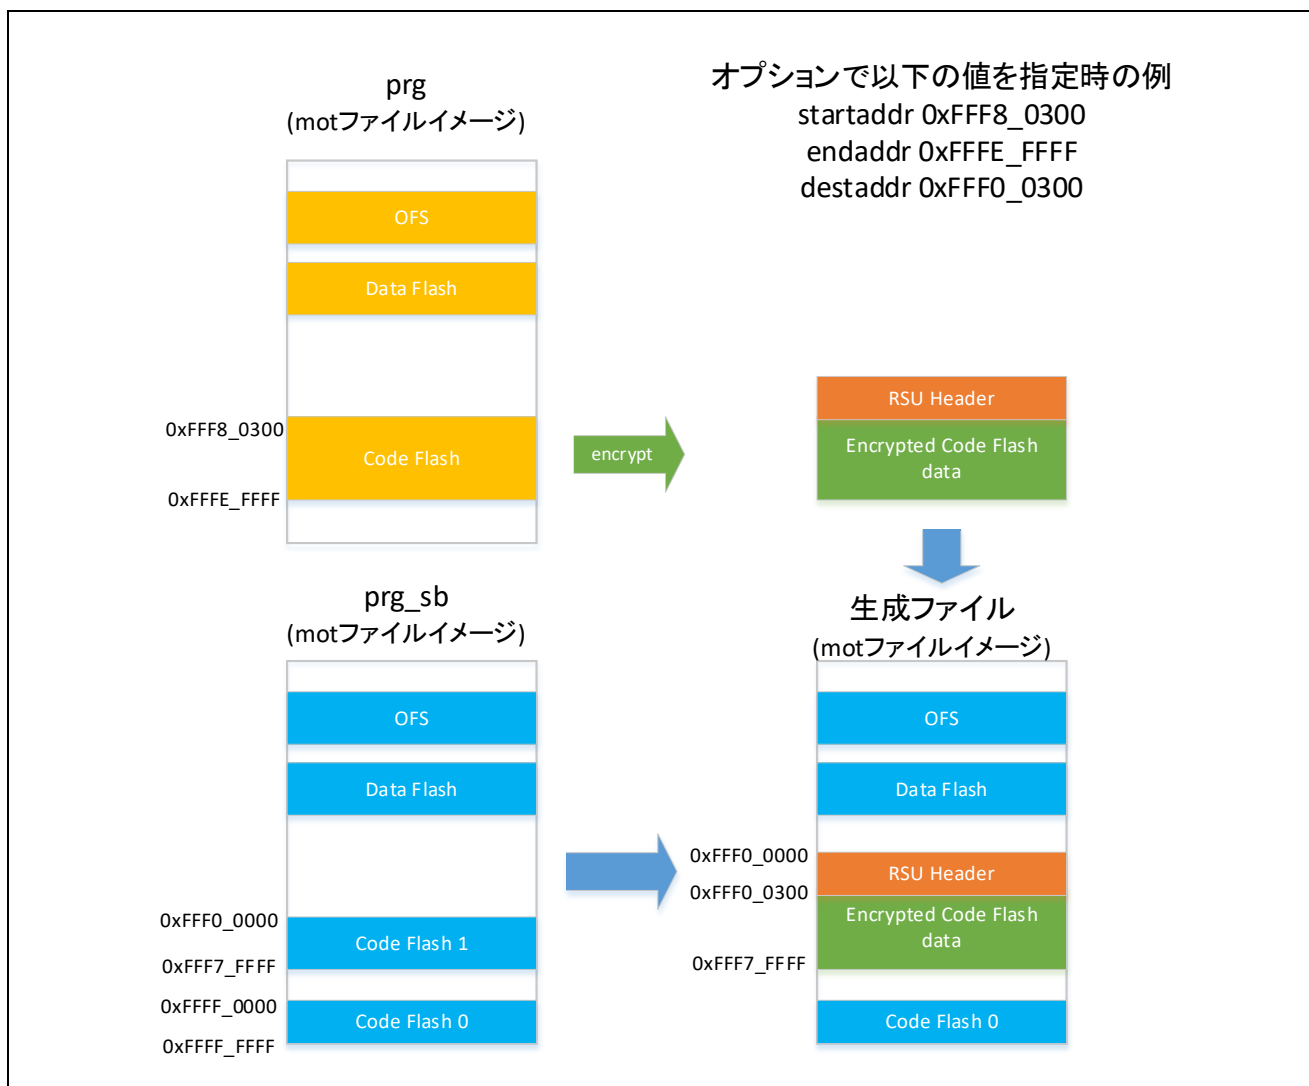 prg
(motファイルイメージ)
オプションで以下の値を指定時の例
startaddr 0xFFF8_0300
endaddr 0xFFFE_FFFF
destaddr 0xFFF0_0300
OFS
Data Flash
0xFFF8_0300
Code Flash
0xFFFE_FFFF
encrypt
RSU Header
Encrypted Code Flash
data
prg_sb
(motファイルイメージ)
OFS
Data Flash
0xFFF0_0000
Code Flash 1
0xFFF7_FFFF
0xFFFF_0000
Code Flash 0
0xFFFF_FFFF
生成ファイル
(motファイルイメージ)
OFS
Data Flash
0xFFF0_0000
RSU Header
0xFFF0_0300
Encrypted Code Flash
data
0xFFF7_FFFF
Code Flash 0